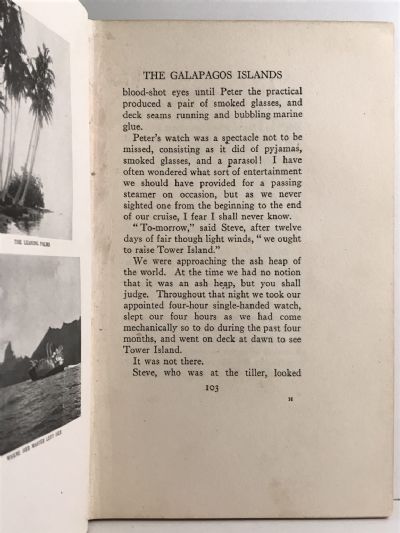 THE LEANING PALMS
THE GALAPAGOS ISLANDS
blood-shot eyes until Peter the practical
produced a pair of smoked glasses, and
deck seams running and bubbling marine
glue.
Peter's watch was a spectacle not to be
missed, consisting as it did of pyjamas,
smoked glasses, and a parasol! I have
often wondered what sort of entertainment
we should have provided for a passing
steamer on occasion, but as we never
sighted one from the beginning to the end
of our cruise, I fear I shall never know.
"To-morrow," said Steve, after twelve
days of fair though light winds, "we ought
to raise Tower Island."
We were approaching the ash heap of
the world. At the time we had no notion
that it was an ash heap, but you shall
judge. Throughout that night we took our
appointed four-hour single-handed watch,
slept our four hours as we had come
mechanically so to do during the past four
months, and went on deck at dawn to see
Tower Island.
It was not there.
Steve, who was at the tiller, looked
103
H
WHERE AND MASTER LEFT HER